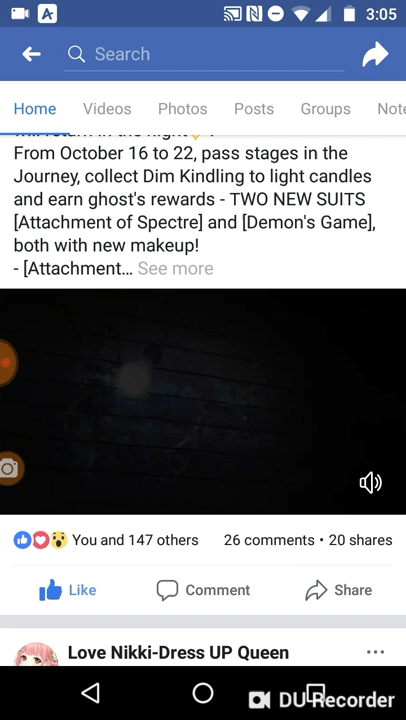 3:05
Search
Home Videos Photos Posts Groups
From October 16 to 22, pass stages in the
Journey, collect Dim Kindling to light candles
and earn ghost's rewards - TWO NEW SUITS
[Attachment of Spectre] and [Demon's Game],
both with new makeup!
- [Attachment... See more
You and 147 others 26 comments • 20 shares
Like Comment Share
Love Nikki-Dress UP Queen
DU Recorder